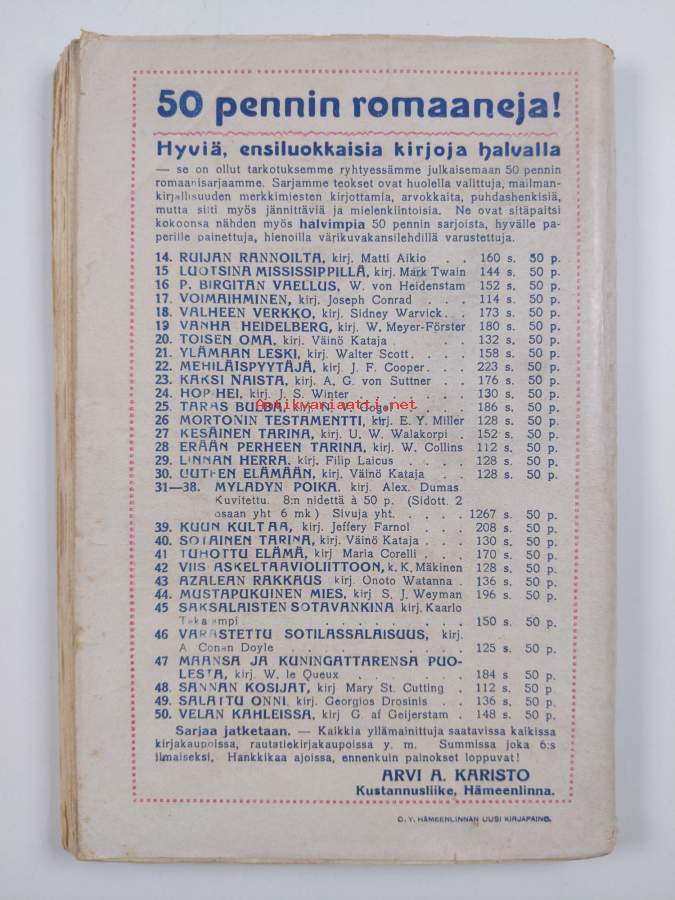 50 pennin romaaneja!
Hyviä, ensiluokkaisia kirjoja halvalla
— se on ollut tarkotuksemme ryhtyessämme julkaisemaan 50 pennin
romaanisarjaamme. Sarjamme teokset ovat huolella valittuja, mailman-
kirjallisuuden merkkimiesten kirjottamia, arvokkaita, puhdashenkisiä,
mutta silti myös jännittäviä ja mielenkiintoisia. Ne ovat sitäpaitsi
kokoonsa nähden myös halvimpia 50 pennin sarjoista, hyvälle pa-
perille painettuja, hienoilla värikuvakansilehdillä varustettuja.
14. RUIJAN RANNOILTA, kirj. Matti Aikio . . 160 s. 50 p.
15 LUOTSINA MISSISSIPPILLÄ, kirj. Mark Twain 144 s. 50 p.
16 P. BIRGITAN VAELLUS, W. von Heidenstam 152 s. 50 p.
17. VOIMAIHMINEN, kirj. Joseph Conrad . . . 114 s. 50 p.
18. VALHEEN VERKKO, kirj. Sidney Warvick. . 173 s. 50 p.
19 VANHA HEIDELBERG, kirj. W. Meyer-Förster 180 s. 50 p.
20. TOISEN OMA, kirj. Väinö Kataja . . . . 132 s. 50 p.
21. YLÄMAAN LESKI, kirj. Walter Scott. . . . 158 s. 50 p.
22. MEHILÄISPYYTÄJÄ, kirj. J. F. Cooper. . . 223 s. 50 p.
23. KAKSI NAISTA, kirj. A. G. von Suttner . . 176 s. 50 p.
24. HOP HEI, kirj. J. S. Winter . . . . 130 s. 50 p.
25. TARAS BULBA, kirj. N. V. Gogol . . . 186 s. 50 p.
Antikvariaatti.net
26 MORTONIN TESTAMENTTI, kirj. E. Y. Miller 128 s. 50 p.
27 KESÄINEN TARINA, kirj. U. W. Walakorpi . 152 s. 50 p.
28 ERÄÄN PERHEEN TARINA, kirj. W. Collins 112 s. 50 p.
29. LINNAN HERRA, kirj. Filip Laicus . . . 128 s. 50 p.
30. UUTEEN ELÄMÄÄN, kirj. Väinö Kataja . . 128 s. 50 p.
31—38. MYLADYN POIKA, kirj. Alex. Dumas
Kuvitettu. 8:n nidettä à 50 p. (Sidott. 2
osaan yht 6 mk) Sivuja yht. . . . . 1267 s. 50 p.
39. KUUN KULTAA, kirj. Jeffery Farnol . . . 208 s. 50 p.
40. SOTAINEN TARINA, kirj. Väinö Kataja . . . 130 s. 50 p.
41 TUHOTTU ELÄMÄ, kirj Maria Corelli . . . 170 s. 50 p.
42 VIISI ASKELTA AVIOLIITTOON, k. K. Mäkinen 128 s. 50 p.
43 AZALEAN RAKKAUS kirj. Onoto Watanna . 136 s. 50 p.
44. MUSTAPUKUINEN MIES, kirj S. J. Weyman 196 s. 50 p.
45 SAKSALAISTEN SOTAVANKINA kirj. Kaarlo
. . . . . . . 150 s. 50 p.
46 VARASTETTU SOTILASSALAISUUS, kirj.
A Conan Doyle . . . . . . . 125 s. 50 p.
47 MAANSA JA KUNINGATTARENSA PUO-
LESTA, kirj. W. le Queux . . . . . 184 s 50 p.
48. SANNAN KOSIJAT, kirj Mary St. Cutting . 112 s. 50 p.
49. SALAITU ONNI, kirj. Georgios Drosinis . . 136 s. 50 p.
50. VELAN KAHLEISSA, kirj G. af Geijerstam . 148 s. 50 p.
Sarjaa jatketaan. — Kaikkia yllämainittuja saatavissa kaikissa
kirjakaupoissa, rautatiekirjakaupoissa y. m. Summissa joka 6:s
ilmaiseksi, Hankkikaa ajoissa, ennenkuin painokset loppuvat!
ARVI A. KARISTO
Kustannusliike, Hämeenlinna.
O. Y. HÄMEENLINNAN UUSI KIRJAPAINO.